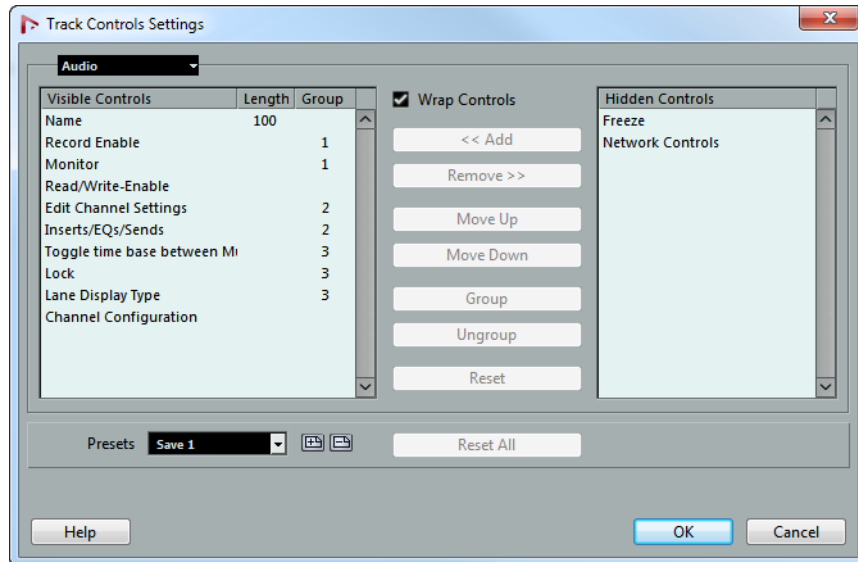 Track Controls Settings
Audio
Visible Controls Length Group
Name 100
Record Enable 1
Monitor 1
Read/Write-Enable
Edit Channel Settings 2
Inserts/EQs/Sends 2
Toggle time base between Mu 3
Lock 3
Lane Display Type 3
Channel Configuration
Wrap Controls
<< Add
Remove >>
Move Up
Move Down
Group
Ungroup
Reset
Hidden Controls
Freeze
Network Controls
Presets Save 1
Reset All
Help OK Cancel